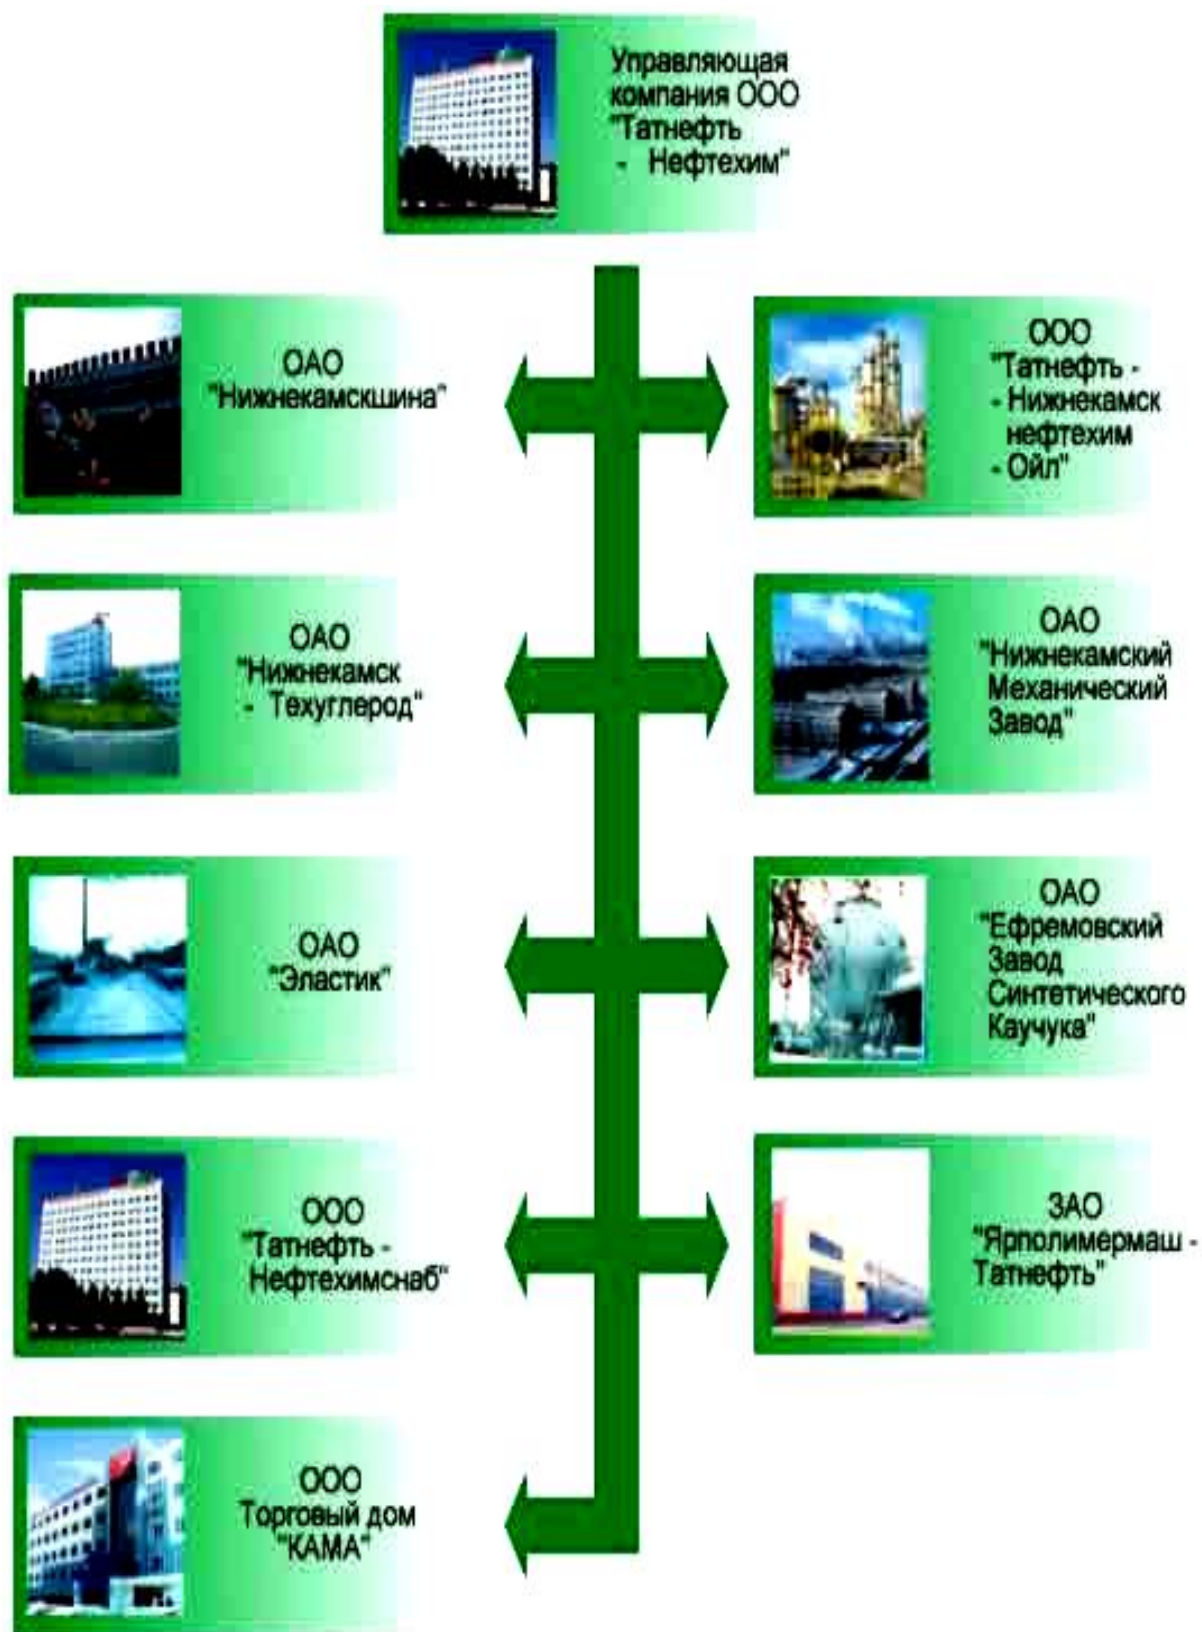 Управляющая
компания ООО
"Татнефть
- Нефтехим"
ОАО
"Нижнекамскшина"
ООО
"Татнефть -
- Нижнекамск
нефтехим
- Ойл"
ОАО
"Нижнекамск
- Техуглерод"
ОАО
"Нижнекамский
Механический
Завод"
ОАО
"Эластик"
ОАО
"Ефремовский
Завод
Синтетического
Каучука"
ООО
"Татнефть -
Нефтехимснаб"
ЗАО
"Ярполимермаш -
Татнефть"
ООО
Торговый дом
"КАМА"